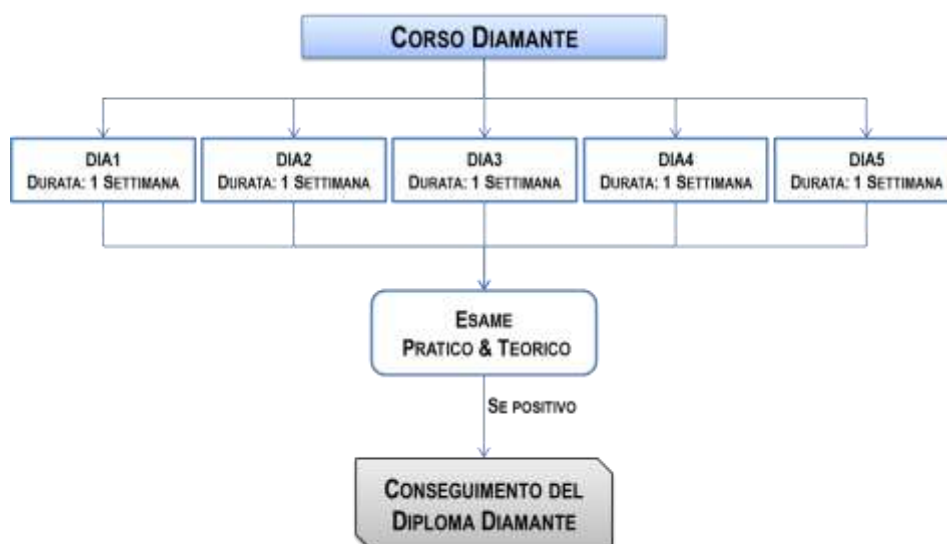 CORSO DIAMANTE
DIA1
DURATA: 1 SETTIMANA
DIA2
DURATA: 1 SETTIMANA
DIA3
DURATA: 1 SETTIMANA
DIA4
DURATA: 1 SETTIMANA
DIA5
DURATA: 1 SETTIMANA
ESAME
PRATICO & TEORICO
SE POSITIVO
CONSEGUIMENTO DEL
DIPLOMA DIAMANTE